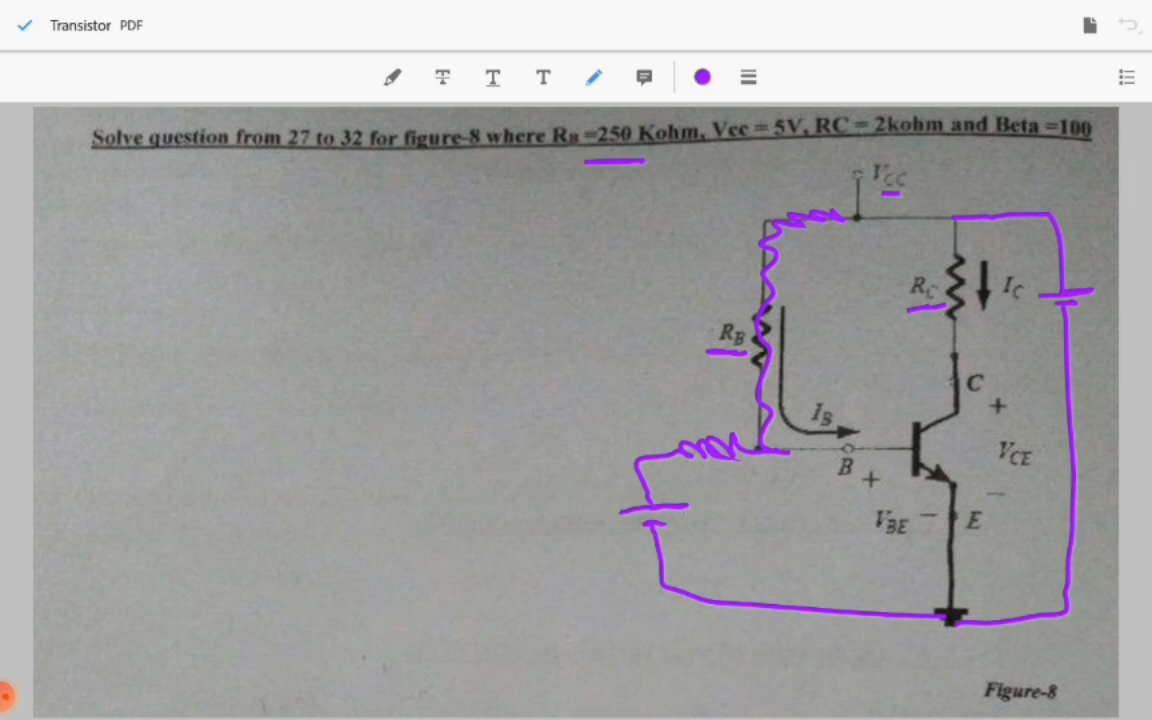 Transistor PDF
Solve question from 27 to 32 for figure-8 where RB =250 Kohm, Vcc = 5V, RC = 2kohm and Beta =100
VCC
RC
IC
RB
C
+
IB
VCE
B
+
−
VBE
−
E
Figure-8